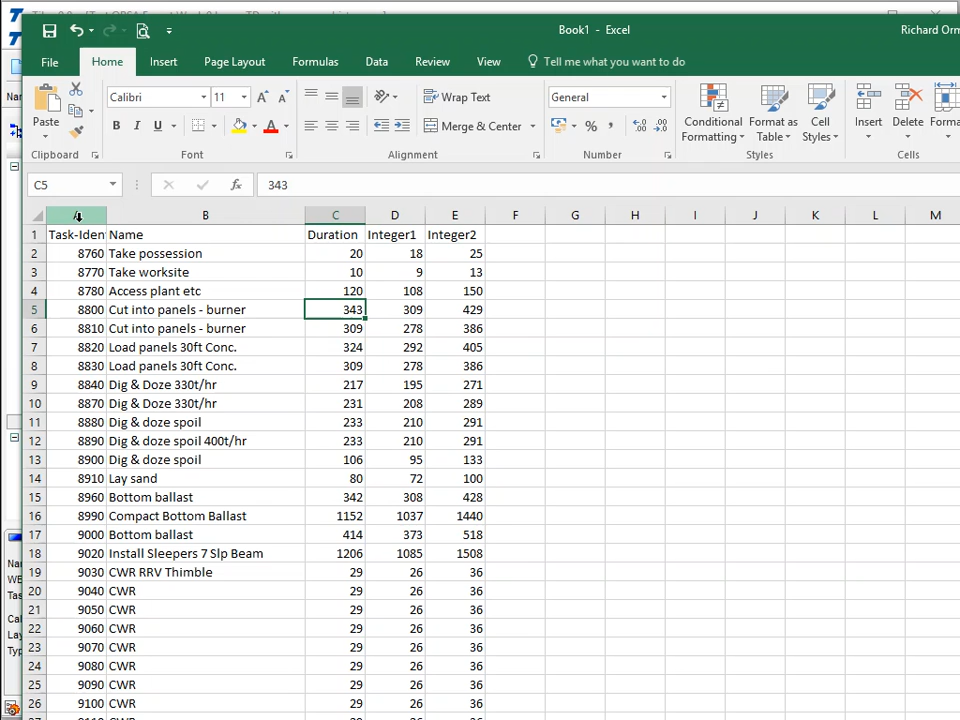 Book1 - Excel
Richard Orm
File Home Insert Page Layout Formulas Data Review View Tell me what you want to do
Calibri 11 Wrap Text General
Paste B I U Merge & Center % , Conditional Formatting Format as Table Cell Styles Insert Delete Forma
Clipboard Font Alignment Number Styles Cells
C5 fx 343
A B C D E F G H I J K L M
1 Task-Iden Name Duration Integer1 Integer2
2 8760 Take possession 20 18 25
3 8770 Take worksite 10 9 13
4 8780 Access plant etc 120 108 150
5 8800 Cut into panels - burner 343 309 429
6 8810 Cut into panels - burner 309 278 386
7 8820 Load panels 30ft Conc. 324 292 405
8 8830 Load panels 30ft Conc. 309 278 386
9 8840 Dig & Doze 330t/hr 217 195 271
10 8870 Dig & Doze 330t/hr 231 208 289
11 8880 Dig & doze spoil 233 210 291
12 8890 Dig & doze spoil 400t/hr 233 210 291
13 8900 Dig & doze spoil 106 95 133
14 8910 Lay sand 80 72 100
15 8960 Bottom ballast 342 308 428
16 8990 Compact Bottom Ballast 1152 1037 1440
17 9000 Bottom ballast 414 373 518
18 9020 Install Sleepers 7 Slp Beam 1206 1085 1508
19 9030 CWR RRV Thimble 29 26 36
20 9040 CWR 29 26 36
21 9050 CWR 29 26 36
22 9060 CWR 29 26 36
23 9070 CWR 29 26 36
24 9080 CWR 29 26 36
25 9090 CWR 29 26 36
26 9100 CWR 29 26 36